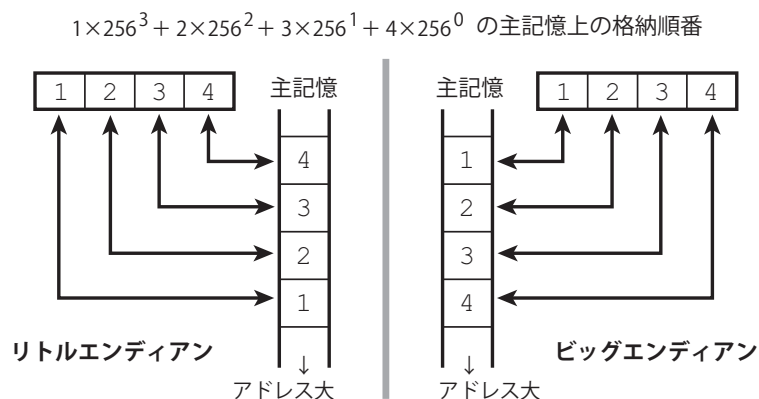 1×256³ + 2×256² + 3×256¹ + 4×256⁰ の主記憶上の格納順番
1 2 3 4
主記憶
4
3
2
1
↓
アドレス大
リトルエンディアン
主記憶
1 2 3 4
1
2
3
4
↓
アドレス大
ビッグエンディアン